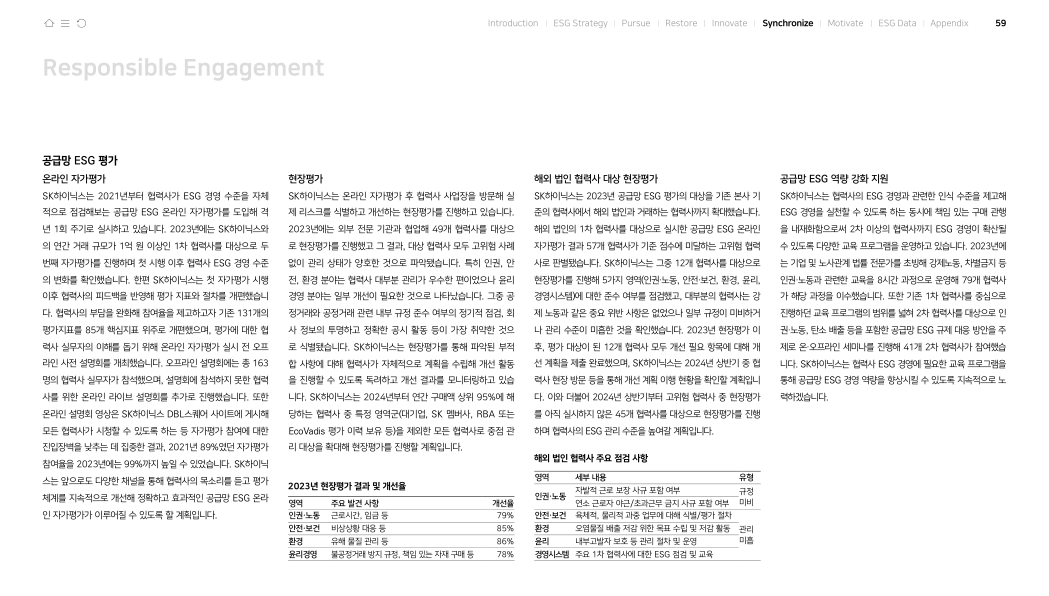 Introduction | ESG Strategy | Pursue | Restore | Innovate | Synchronize | Motivate | ESG Data | Appendix 59
Responsible Engagement
공급망 ESG 평가
온라인 자가평가
SK하이닉스는 2021년부터 협력사가 ESG 경영 수준을 자체
적으로 점검해보는 공급망 ESG 온라인 자가평가를 도입해 격
년 1회 주기로 실시하고 있습니다. 2023년에는 SK하이닉스와
의 연간 거래 규모가 1억 원 이상인 1차 협력사를 대상으로 두
번째 자가평가를 진행하며 첫 시행 이후 협력사 ESG 경영 수준
의 변화를 확인했습니다. 한편 SK하이닉스는 첫 자가평가 시행
이후 협력사의 피드백을 반영해 평가 지표와 절차를 개편했습니
다. 협력사의 부담을 완화해 참여율을 제고하고자 기존 131개의
평가지표를 85개 핵심지표 위주로 개편했으며, 평가에 대한 협
력사 실무자의 이해를 돕기 위해 온라인 자가평가 실시 전 오프
라인 사전 설명회를 개최했습니다. 오프라인 설명회에는 총 163
명의 협력사 실무자가 참석했으며, 설명회에 참석하지 못한 협력
사를 위한 온라인 라이브 설명회를 추가로 진행했습니다. 또한
온라인 설명회 영상은 SK하이닉스 DBL스퀘어 사이트에 게시해
모든 협력사가 시청할 수 있도록 하는 등 자가평가 참여에 대한
진입장벽을 낮추는 데 집중한 결과, 2021년 89%였던 자가평가
참여율을 2023년에는 99%까지 높일 수 있었습니다. SK하이닉
스는 앞으로도 다양한 채널을 통해 협력사의 목소리를 듣고 평가
체계를 지속적으로 개선해 정확하고 효과적인 공급망 ESG 온라
인 자가평가가 이루어질 수 있도록 할 계획입니다.
현장평가
SK하이닉스는 온라인 자가평가 후 협력사 사업장을 방문해 실
제 리스크를 식별하고 개선하는 현장평가를 진행하고 있습니다.
2023년에는 외부 전문 기관과 협업해 49개 협력사를 대상으
로 현장평가를 진행했고 그 결과, 대상 협력사 모두 고위험 사례
없이 관리 상태가 양호한 것으로 파악됐습니다. 특히 인권, 안
전, 환경 분야는 협력사 대부분 관리가 우수한 편이었으나 윤리
경영 분야는 일부 개선이 필요한 것으로 나타났습니다. 그중 공
정거래와 공정거래 관련 내부 규정 준수 여부의 정기적 점검, 회
사 정보의 투명하고 정확한 공시 활동 등이 가장 취약한 것으
로 식별됐습니다. SK하이닉스는 현장평가를 통해 파악된 부적
합 사항에 대해 협력사가 자체적으로 계획을 수립해 개선 활동
을 진행할 수 있도록 독려하고 개선 결과를 모니터링하고 있습
니다. SK하이닉스는 2024년부터 연간 구매액 상위 95%에 해
당하는 협력사 중 특정 영역군(대기업, SK 멤버사, RBA 또는
EcoVadis 평가 이력 보유 등)을 제외한 모든 협력사로 중점 관
리 대상을 확대해 현장평가를 진행할 계획입니다.
2023년 현장평가 결과 및 개선율
영역 주요 발견 사항 개선율
인권·노동 근로시간, 임금 등 79%
안전·보건 비상상황 대응 등 85%
환경 유해 물질 관리 등 86%
윤리경영 불공정거래 방지 규정, 책임 있는 자재 구매 등 78%
해외 법인 협력사 대상 현장평가
SK하이닉스는 2023년 공급망 ESG 평가의 대상을 기존 본사 기
준의 협력사에서 해외 법인과 거래하는 협력사까지 확대했습니다.
해외 법인의 1차 협력사를 대상으로 실시한 공급망 ESG 온라인
자가평가 결과 57개 협력사가 기준 점수에 미달하는 고위험 협력
사로 판별됐습니다. SK하이닉스는 그중 12개 협력사를 대상으로
현장평가를 진행해 5가지 영역(인권·노동, 안전·보건, 환경, 윤리,
경영시스템)에 대한 준수 여부를 점검했고, 대부분의 협력사는 강
제 노동과 같은 중요 위반 사항은 없었으나 일부 규정이 미비하거
나 관리 수준이 미흡한 것을 확인했습니다. 2023년 현장평가 이
후, 평가 대상이 된 12개 협력사 모두 개선 필요 항목에 대해 개
선 계획을 제출 완료했으며, SK하이닉스는 2024년 상반기 중 협
력사 현장 방문 등을 통해 개선 계획 이행 현황을 확인할 계획입니
다. 이와 더불어 2024년 상반기부터 고위험 협력사 중 현장평가
를 아직 실시하지 않은 45개 협력사를 대상으로 현장평가를 진행
하며 협력사의 ESG 관리 수준을 높여갈 계획입니다.
해외 법인 협력사 주요 점검 사항
영역 세부 내용 유형
인권·노동 자발적 근로 보장 사규 포함 여부 규정 미비
연소 근로자 야근/초과근무 금지 사규 포함 여부
안전·보건 육체적, 물리적 과중 업무에 대해 식별/평가 절차
환경 오염물질 배출 저감 위한 목표 수립 및 저감 활동 관리 미흡
윤리 내부고발자 보호 등 관리 절차 및 운영
경영시스템 주요 1차 협력사에 대한 ESG 점검 및 교육
공급망 ESG 역량 강화 지원
SK하이닉스는 협력사의 ESG 경영과 관련한 인식 수준을 제고해
ESG 경영을 실천할 수 있도록 하는 동시에 책임 있는 구매 관행
을 내재화함으로써 2차 이상의 협력사까지 ESG 경영이 확산될
수 있도록 다양한 교육 프로그램을 운영하고 있습니다. 2023년에
는 기업 및 노사관계 법률 전문가를 초빙해 강제노동, 차별금지 등
인권·노동과 관련한 교육을 8시간 과정으로 운영해 79개 협력사
가 해당 과정을 이수했습니다. 또한 기존 1차 협력사를 중심으로
진행하던 교육 프로그램의 범위를 넓혀 2차 협력사를 대상으로 인
권·노동, 탄소 배출 등을 포함한 공급망 ESG 규제 대응 방안을 주
제로 온·오프라인 세미나를 진행해 41개 2차 협력사가 참여했습
니다. SK하이닉스는 협력사 ESG 경영에 필요한 교육 프로그램을
통해 공급망 ESG 경영 역량을 향상시킬 수 있도록 지속적으로 노
력하겠습니다.